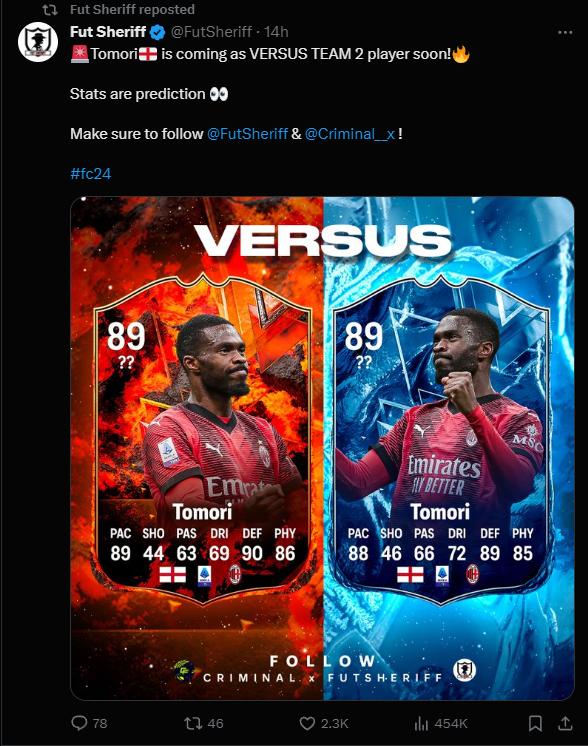 Fut Sheriff reposted
Fut Sheriff @FutSheriff · 14h
🚨Tomori🏴󠁧󠁢󠁥󠁮󠁧󠁿 is coming as VERSUS TEAM 2 player soon!🔥
Stats are prediction 👀
Make sure to follow @FutSheriff & @Criminal__x !
#fc24
VERSUS
89
??
Emirates
Tomori
PAC SHO PAS DRI DEF PHY
89 44 63 69 90 86
89
??
MSC
Emirates
FLY BETTER
Tomori
PAC SHO PAS DRI DEF PHY
88 46 66 72 89 85
FOLLOW
CRIMINAL x FUTSHERIFF
78 46 2.3K 454K